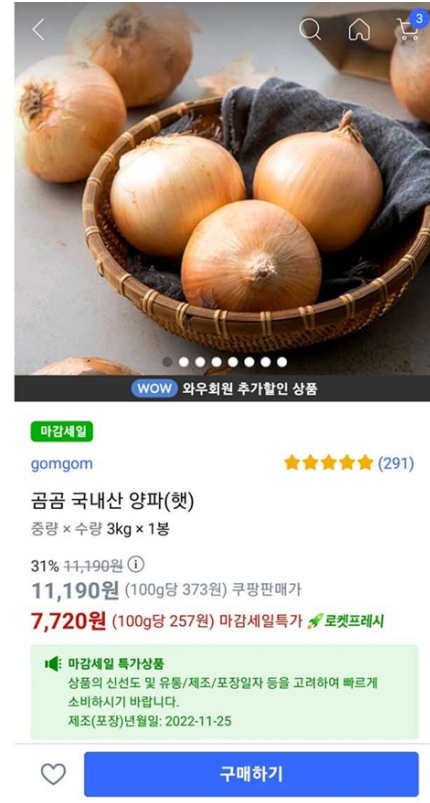 3
WOW 와우회원 추가할인 상품
마감세일
gomgom
(291)
곰곰 국내산 양파(햇)
중량 × 수량 3kg × 1봉
31% 11,190원
11,190원 (100g당 373원) 쿠팡판매가
7,720원 (100g당 257원) 마감세일특가 로켓프레시
마감세일 특가상품
상품의 신선도 및 유통/제조/포장일자 등을 고려하여 빠르게
소비하시기 바랍니다.
제조(포장)년월일: 2022-11-25
구매하기